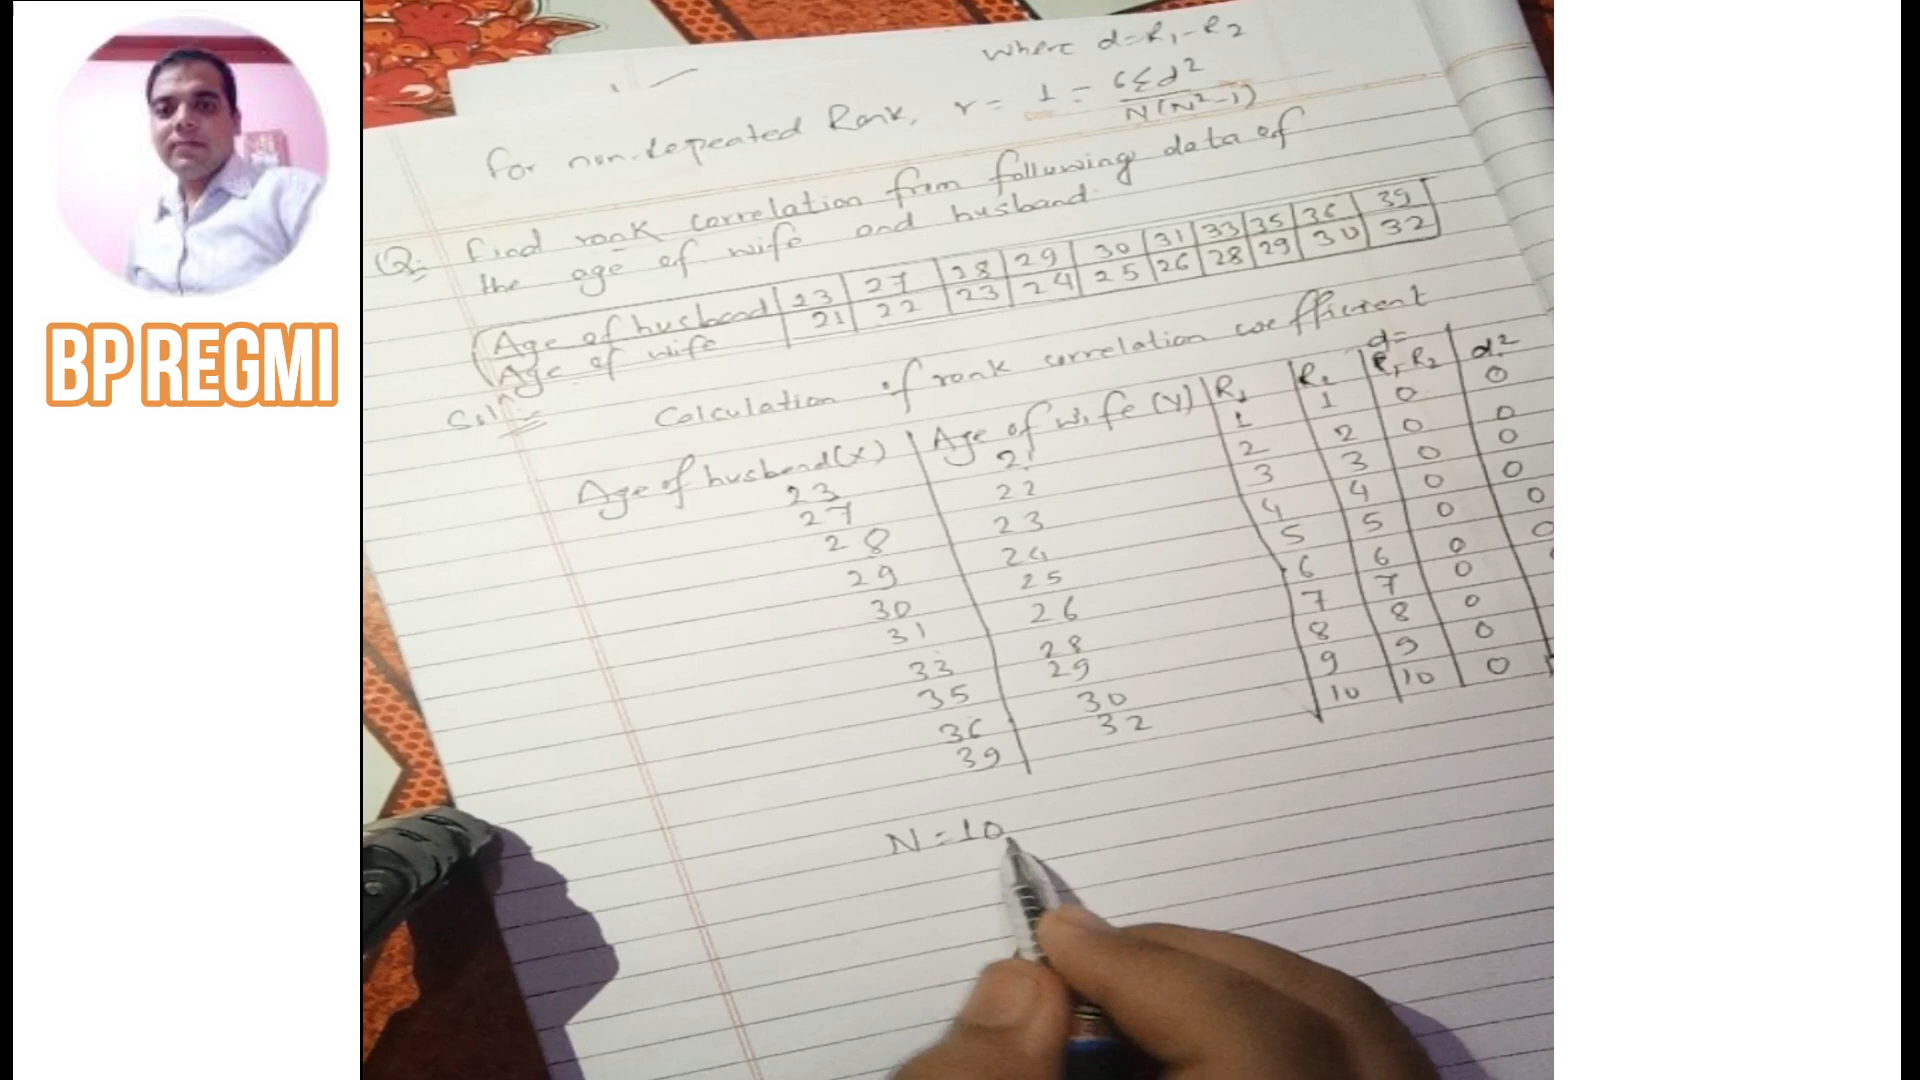 BP REGMI
where d=R₁-R₂
for non-repeated Rank, r = 1 - 6Σd²/N(N²-1)
Q: Find rank correlation from following data of
the age of wife and husband.
Age of husband 23 27 28 29 30 31 33 35 36 39
Age of wife 21 22 23 24 25 26 28 29 30 32
Solⁿ:
Calculation of rank correlation coefficient
Age of husband(X) Age of wife (Y) R₁ R₂ d= R₁-R₂ d²
23 21 1 1 0 0
27 22 2 2 0 0
28 23 3 3 0 0
29 24 4 4 0 0
30 25 5 5 0 0
31 26 6 6 0 0
33 28 7 7 0
35 29 8 8 0
36 30 9 9 0
39 32 10 10 0
N=10